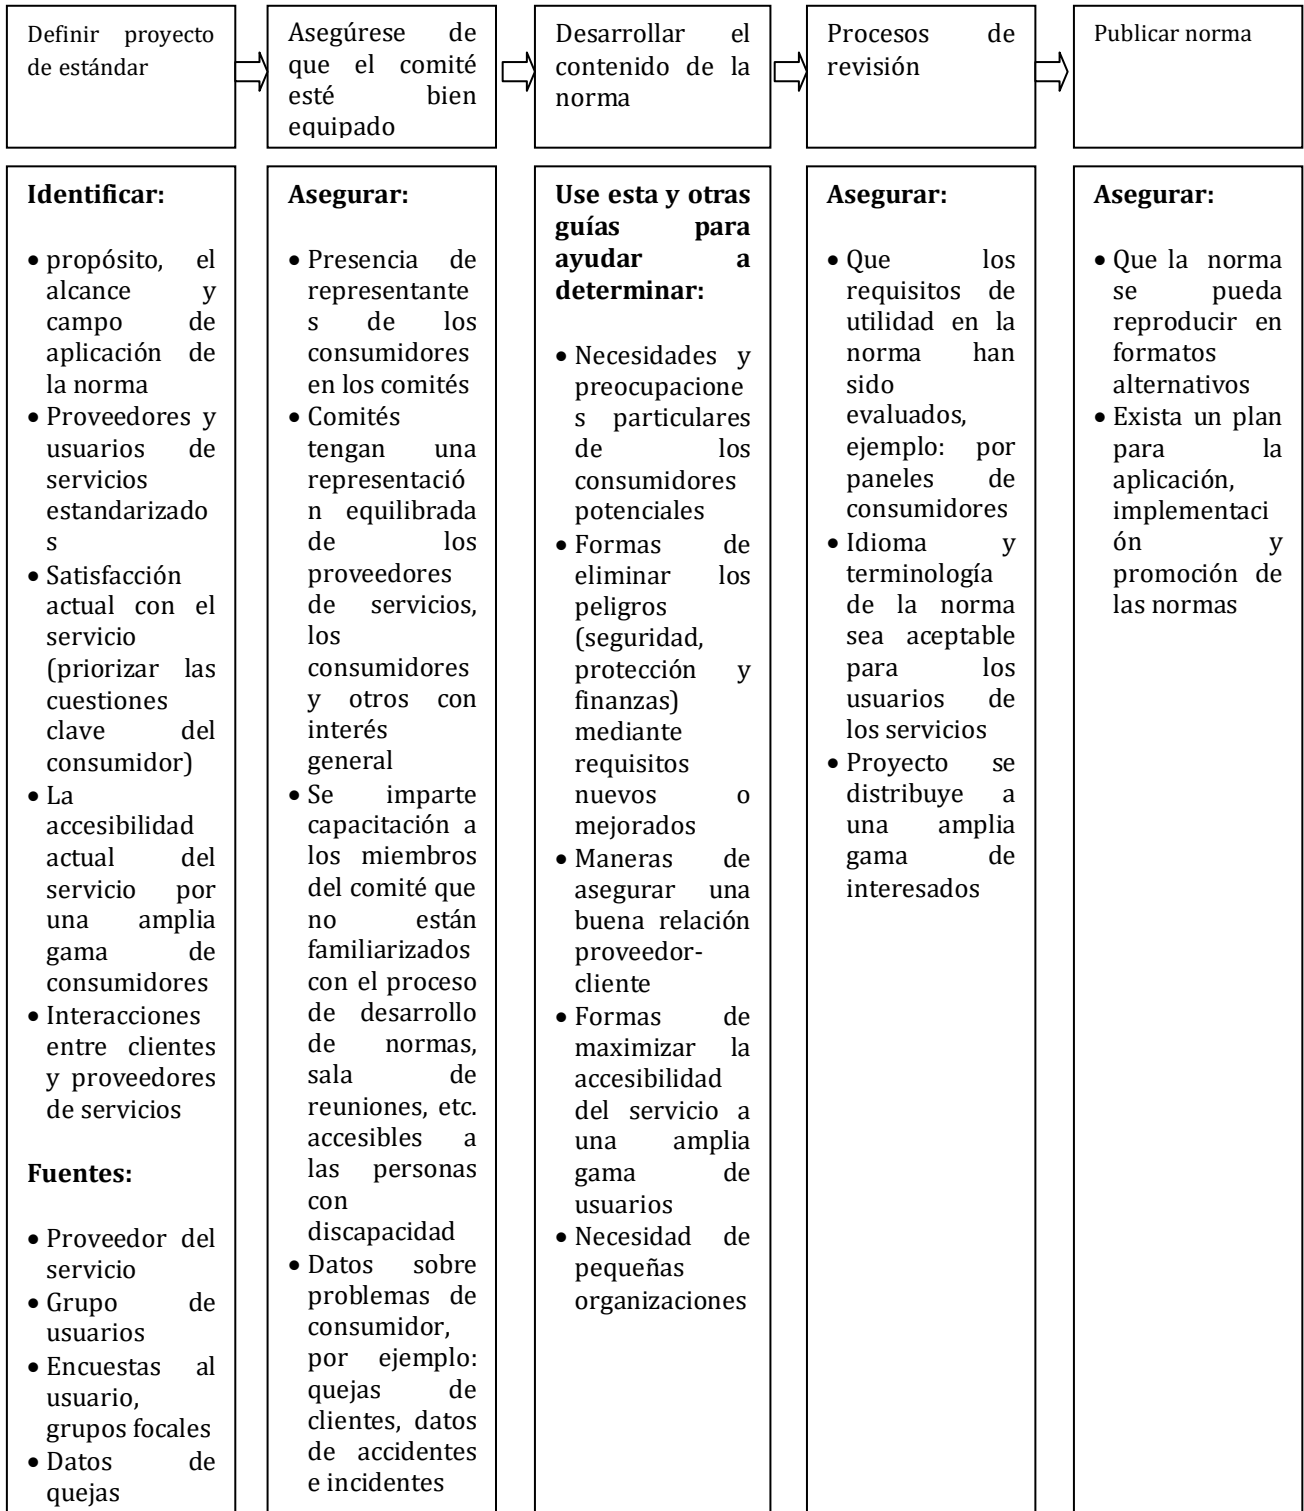 Definir proyecto
de estándar
Asegúrese de
que el comité
esté bien
equipado
Desarrollar el
contenido de la
norma
Procesos de
revisión
Publicar norma
Identificar:
• propósito, el
alcance y
campo de
aplicación de
la norma
• Proveedores y
usuarios de
servicios
estandarizado
s
• Satisfacción
actual con el
servicio
(priorizar las
cuestiones
clave del
consumidor)
• La
accesibilidad
actual del
servicio por
una amplia
gama de
consumidores
• Interacciones
entre clientes
y proveedores
de servicios
Fuentes:
• Proveedor del
servicio
• Grupo de
usuarios
• Encuestas al
usuario,
grupos focales
• Datos de
quejas
Asegurar:
• Presencia de
representante
s de los
consumidores
en los comités
• Comités
tengan una
representació
n equilibrada
de los
proveedores
de servicios,
los
consumidores
y otros con
interés
general
• Se imparte
capacitación a
los miembros
del comité que
no están
familiarizados
con el proceso
de desarrollo
de normas,
sala de
reuniones, etc.
accesibles a
las personas
con
discapacidad
• Datos sobre
problemas de
consumidor,
por ejemplo:
quejas de
clientes, datos
de accidentes
e incidentes
Use esta y otras
guías para
ayudar a
determinar:
• Necesidades y
preocupacione
s particulares
de los
consumidores
potenciales
• Formas de
eliminar los
peligros
(seguridad,
protección y
finanzas)
mediante
requisitos
nuevos o
mejorados
• Maneras de
asegurar una
buena relación
proveedor-
cliente
• Formas de
maximizar la
accesibilidad
del servicio a
una amplia
gama de
usuarios
• Necesidad de
pequeñas
organizaciones
Asegurar:
• Que los
requisitos de
utilidad en la
norma han
sido
evaluados,
ejemplo: por
paneles de
consumidores
• Idioma y
terminología
de la norma
sea aceptable
para los
usuarios de
los servicios
• Proyecto se
distribuye a
una amplia
gama de
interesados
Asegurar:
• Que la norma
se pueda
reproducir en
formatos
alternativos
• Exista un plan
para la
aplicación,
implementaci
ón y
promoción de
las normas